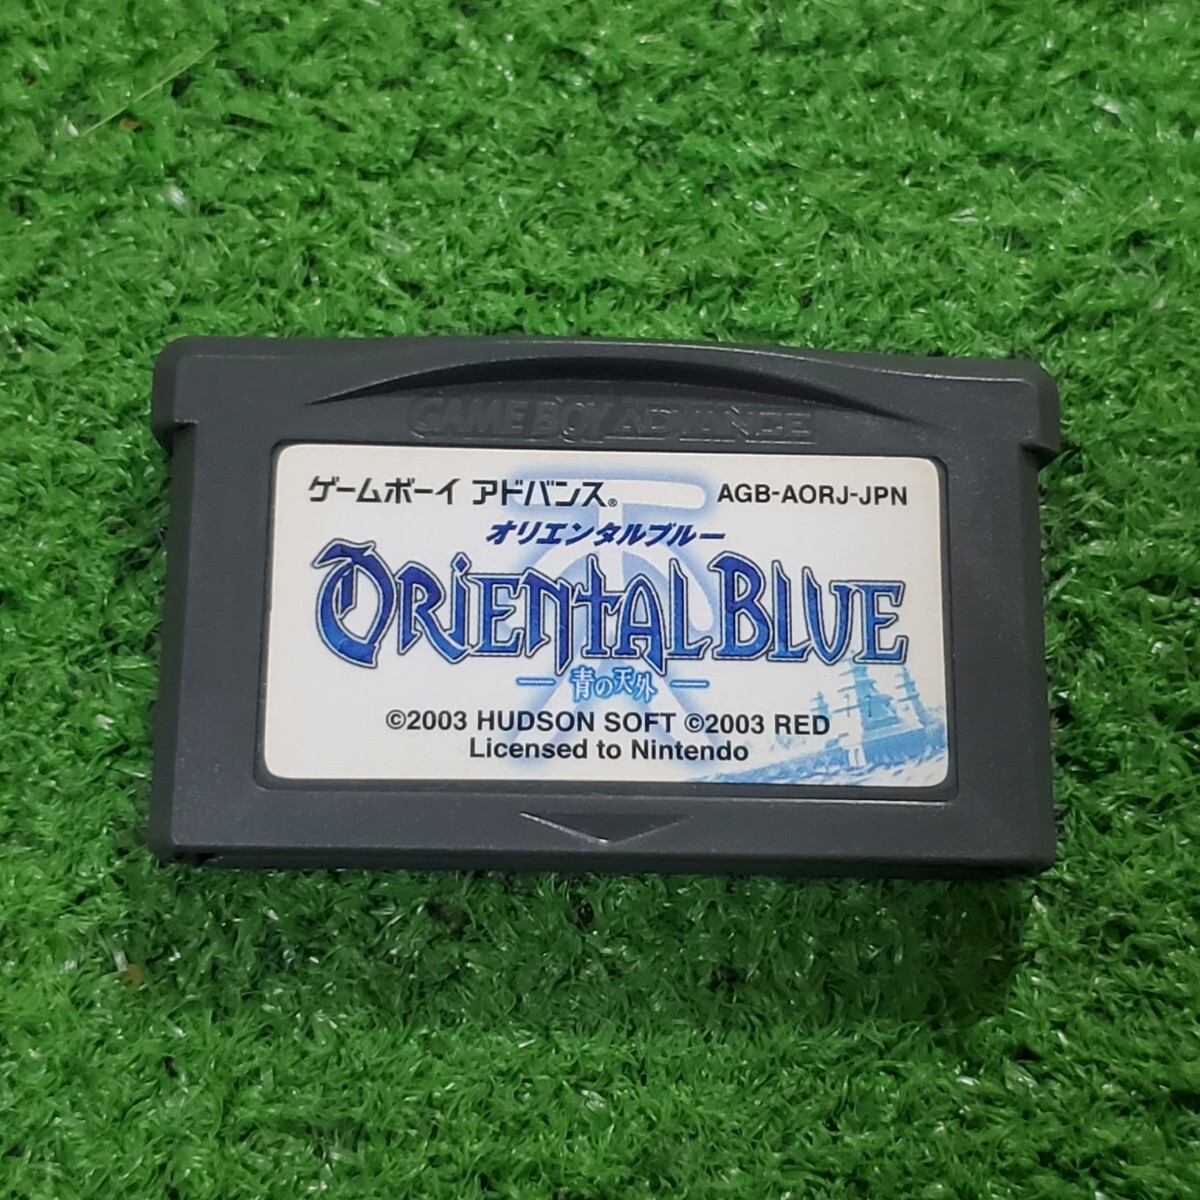 GAME BOY ADVANCE
ゲームボーイ アドバンス® AGB-AORJ-JPN
オリエンタルブルー
ORIENTAL BLUE
― 青の天外 ―
©2003 HUDSON SOFT ©2003 RED
Licensed to Nintendo